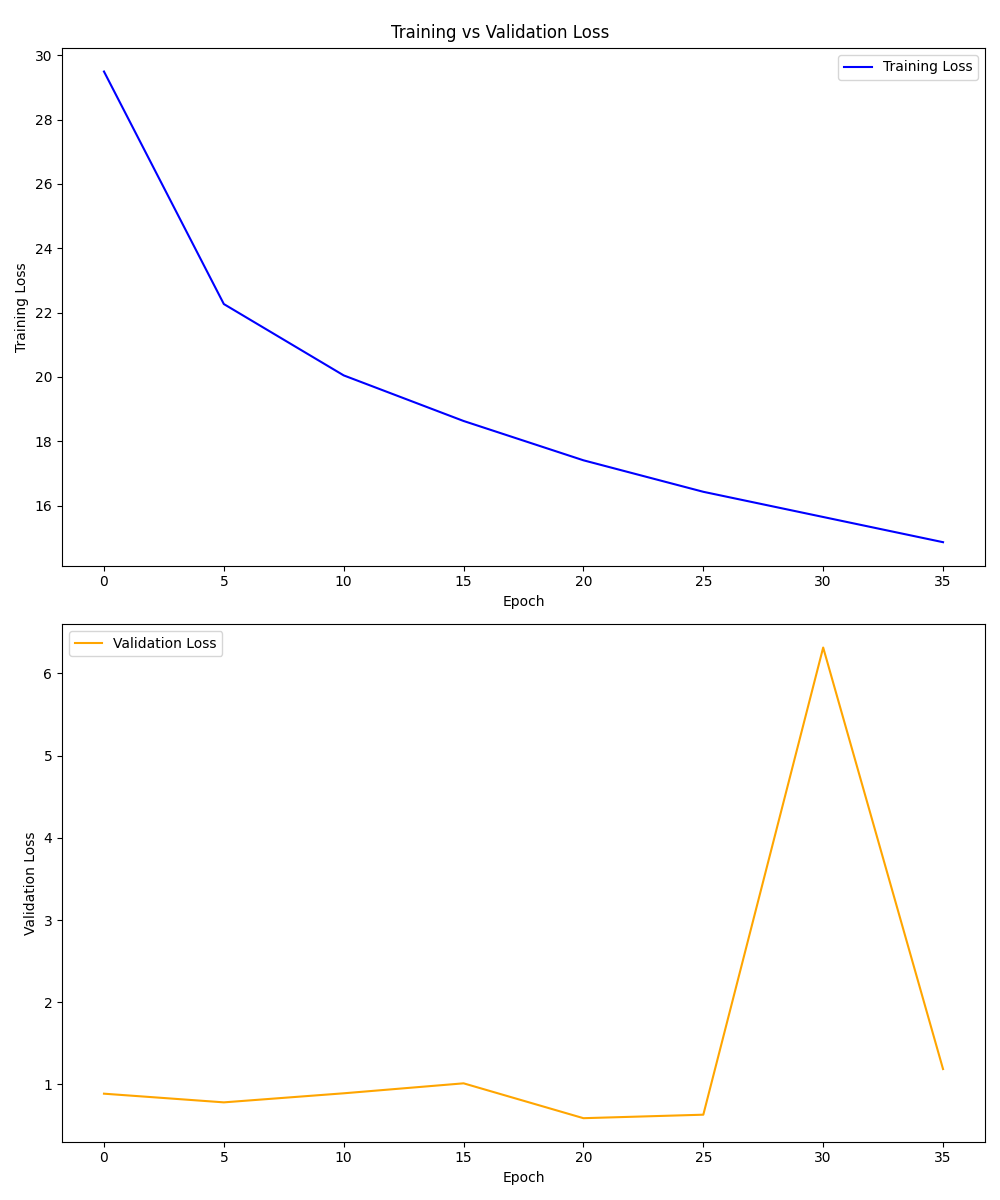 Training vs Validation Loss
30
28
26
24
22
20
18
16
Training Loss
Training Loss
0 5 10 15 20 25 30 35
Epoch
Validation Loss
6
5
4
3
2
1
Validation Loss
0 5 10 15 20 25 30 35
Epoch